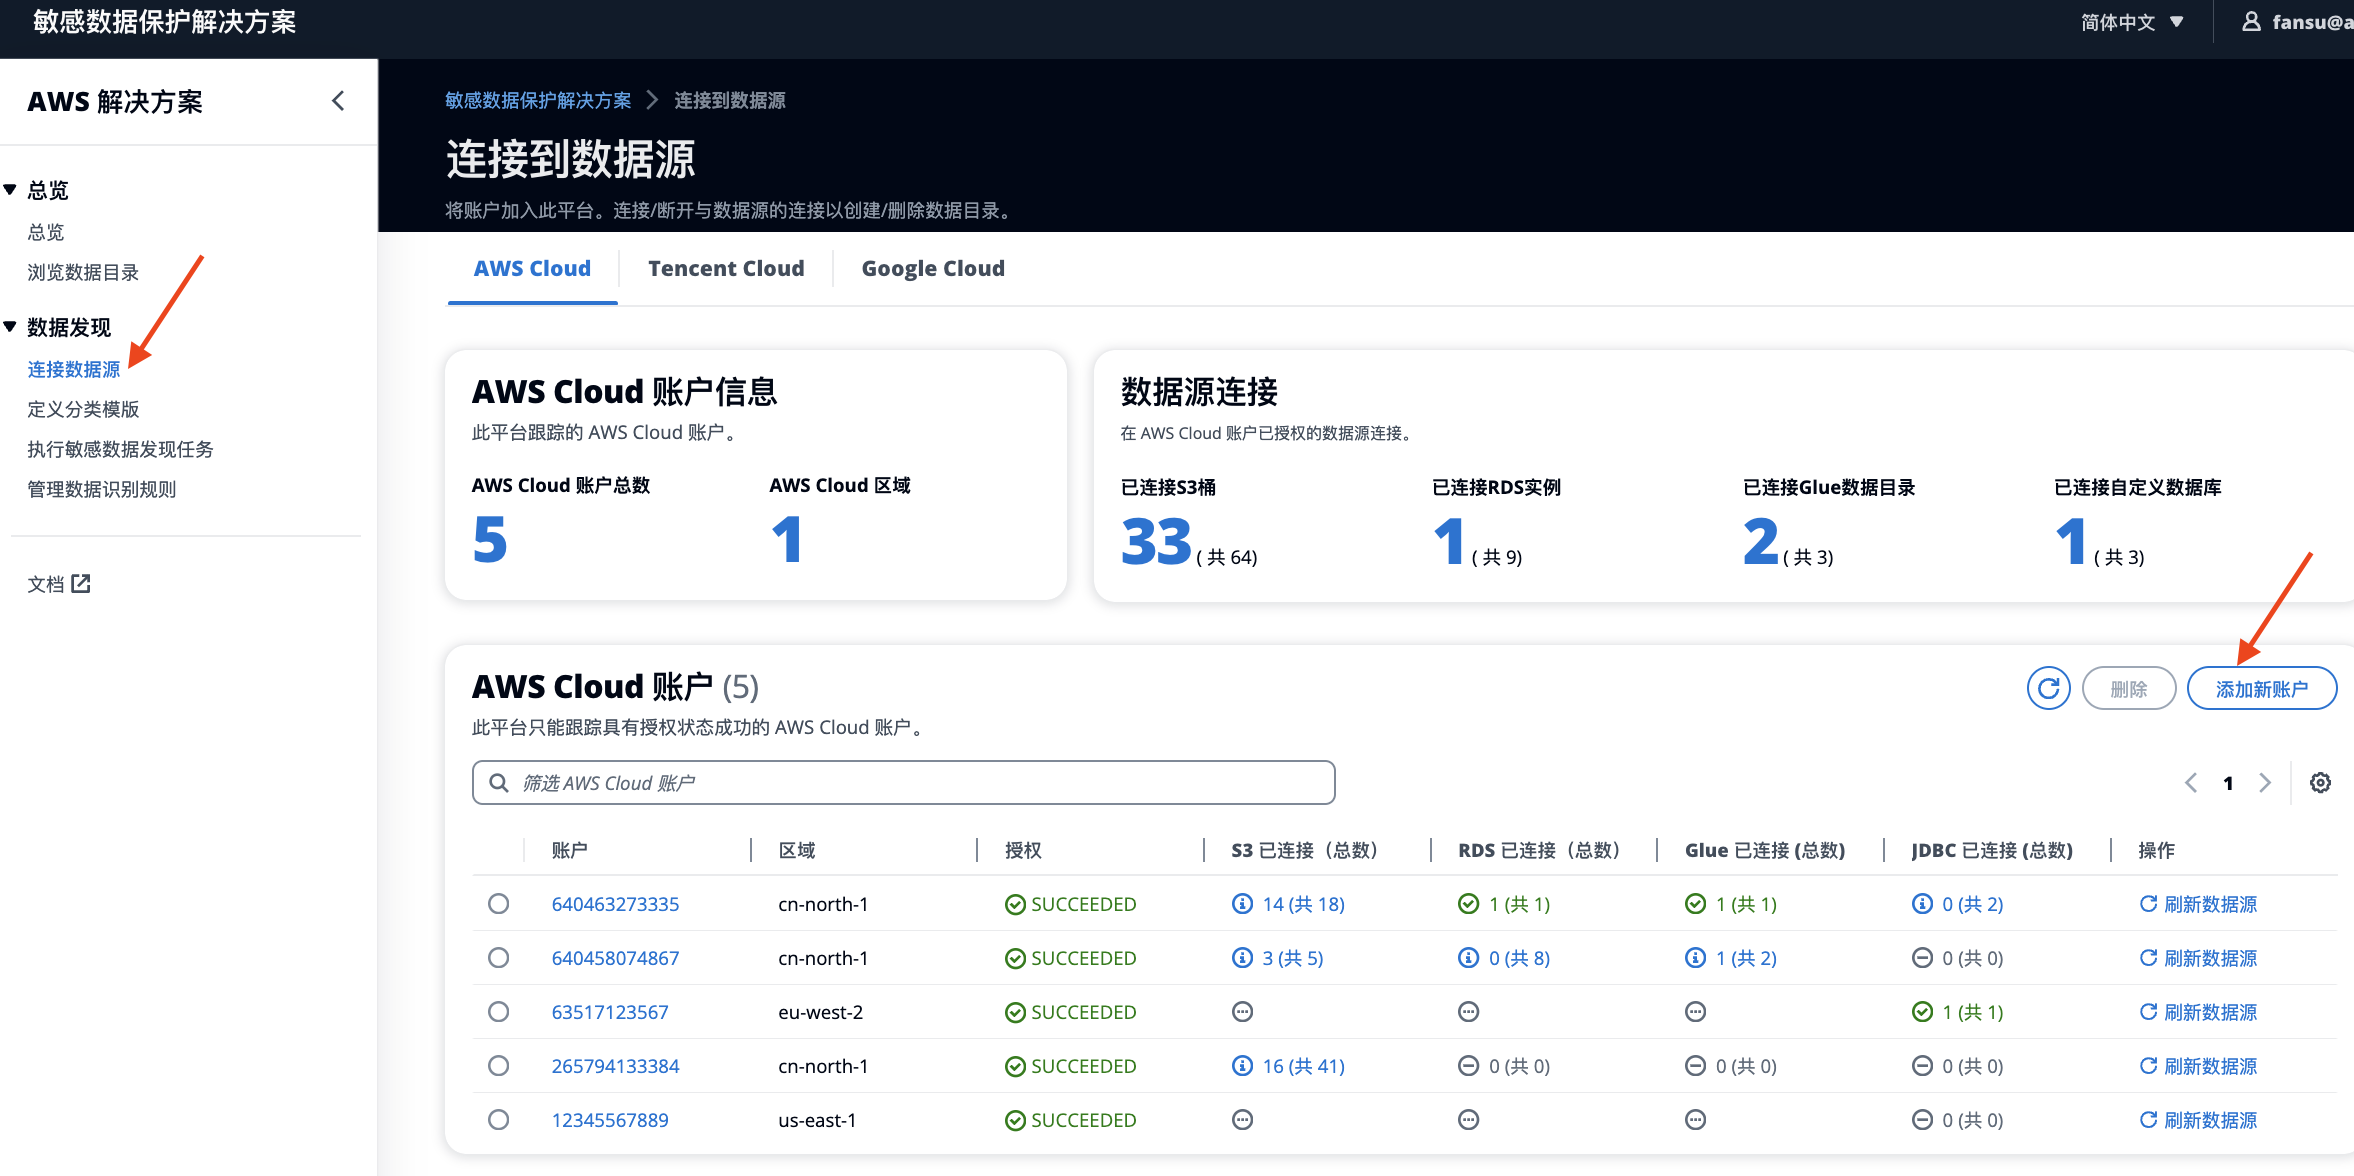 敏感数据保护解决方案
简体中文
fansu@a
AWS 解决方案
总览
总览
浏览数据目录
数据发现
连接数据源
定义分类模版
执行敏感数据发现任务
管理数据识别规则
文档
敏感数据保护解决方案 连接到数据源
连接到数据源
将账户加入此平台。连接/断开与数据源的连接以创建/删除数据目录。
AWS Cloud Tencent Cloud Google Cloud
AWS Cloud 账户信息
此平台跟踪的 AWS Cloud 账户。
AWS Cloud 账户总数 AWS Cloud 区域
5 1
数据源连接
在 AWS Cloud 账户已授权的数据源连接。
已连接S3桶 已连接RDS实例 已连接Glue数据目录 已连接自定义数据库
33 ( 共 64) 1 ( 共 9) 2 ( 共 3) 1 ( 共 3)
AWS Cloud 账户 (5)
删除 添加新账户
此平台只能跟踪具有授权状态成功的 AWS Cloud 账户。
筛选 AWS Cloud 账户
1
账户 区域 授权 S3 已连接（总数） RDS 已连接（总数） Glue 已连接 (总数) JDBC 已连接 (总数) 操作
640463273335 cn-north-1 SUCCEEDED 14 (共 18) 1 (共 1) 1 (共 1) 0 (共 2) 刷新数据源
640458074867 cn-north-1 SUCCEEDED 3 (共 5) 0 (共 8) 1 (共 2) 0 (共 0) 刷新数据源
63517123567 eu-west-2 SUCCEEDED 1 (共 1) 刷新数据源
265794133384 cn-north-1 SUCCEEDED 16 (共 41) 0 (共 0) 0 (共 0) 0 (共 0) 刷新数据源
12345567889 us-east-1 SUCCEEDED 0 (共 0) 刷新数据源